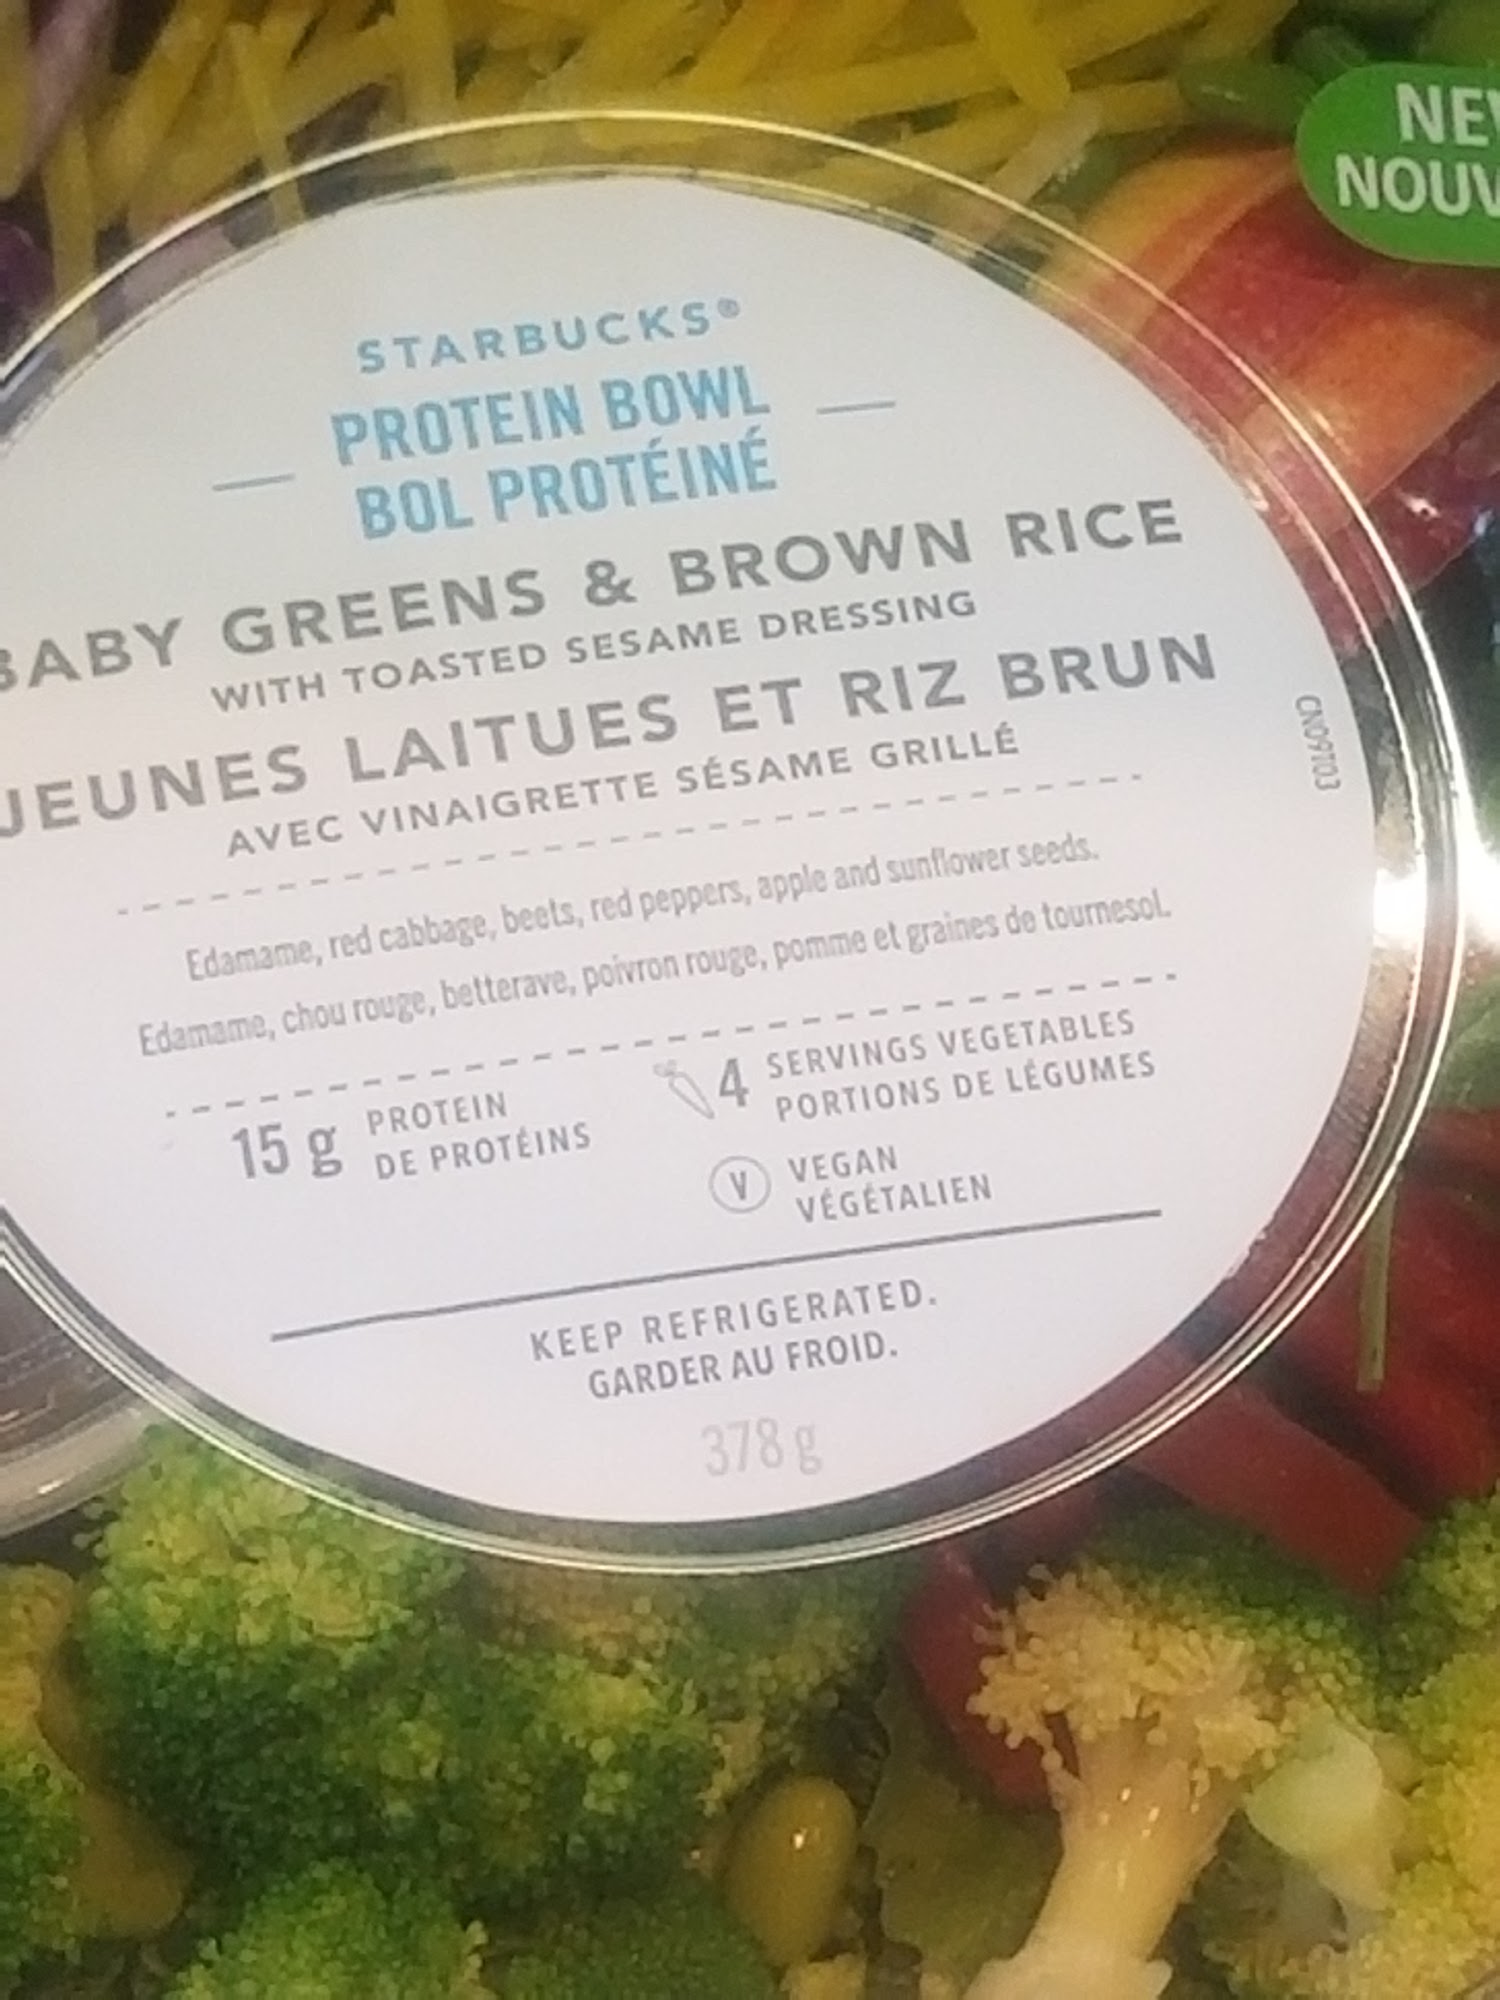 NEW
NOUV
STARBUCKS®
PROTEIN BOWL
BOL PROTÉINÉ
BABY GREENS & BROWN RICE
WITH TOASTED SESAME DRESSING
JEUNES LAITUES ET RIZ BRUN
AVEC VINAIGRETTE SÉSAME GRILLÉ
CN09T03
Edamame, red cabbage, beets, red peppers, apple and sunflower seeds.
Edamame, chou rouge, betterave, poivron rouge, pomme et graines de tournesol.
15 g PROTEIN
DE PROTÉINS
4 SERVINGS VEGETABLES
PORTIONS DE LÉGUMES
V VEGAN
VÉGÉTALIEN
KEEP REFRIGERATED.
GARDER AU FROID.
378 g